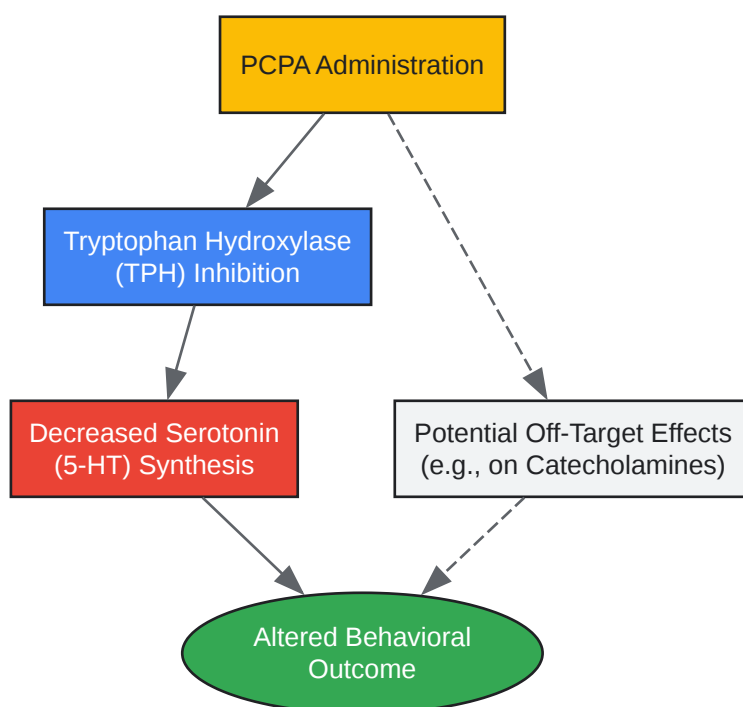 PCPA Administration
Tryptophan Hydroxylase
(TPH) Inhibition
Decreased Serotonin
(5-HT) Synthesis
Potential Off-Target Effects
(e.g., on Catecholamines)
Altered Behavioral
Outcome